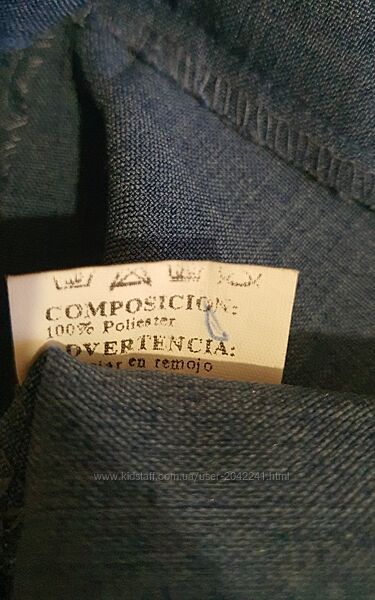 COMPOSICION:
100% Poliester
ADVERTENCIA:
en remojo
www.kidstaff.com.ua/user-2042241.html